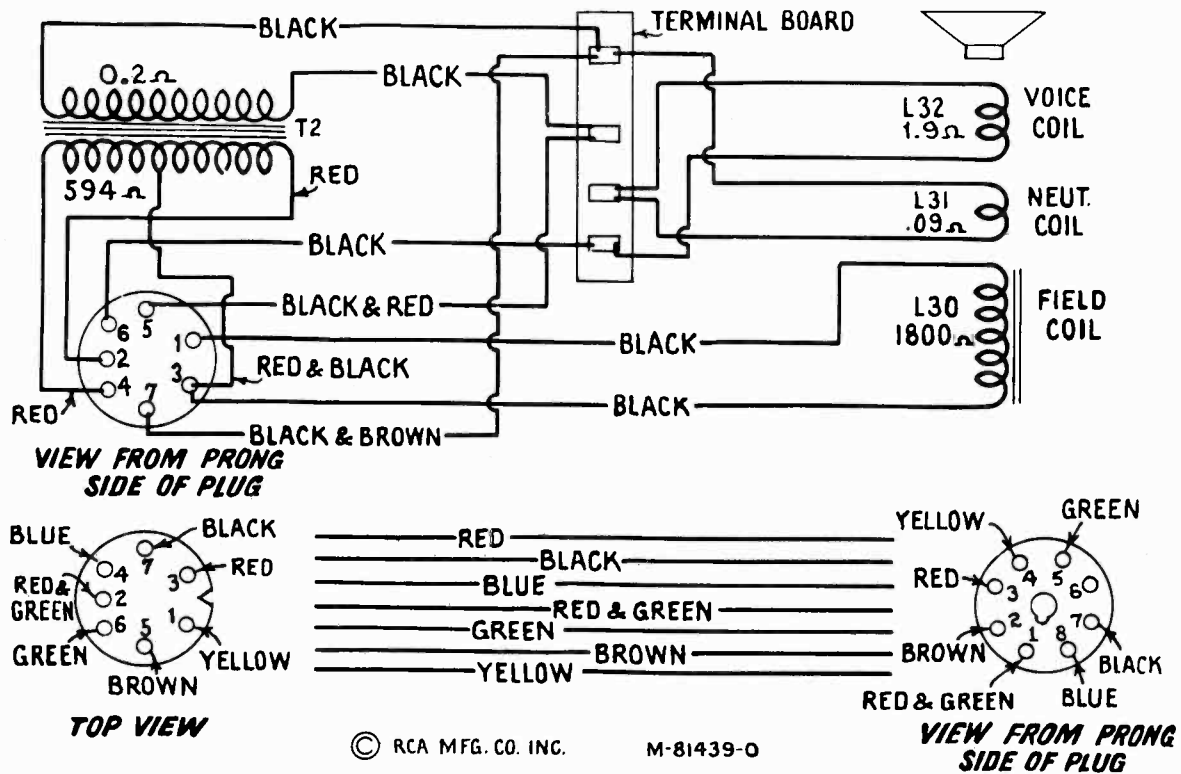 BLACK
TERMINAL BOARD
0.2Ω
BLACK
T2
L32
1.9Ω
VOICE
COIL
594Ω
RED
L31
.09Ω
NEUT.
COIL
BLACK
BLACK & RED
6
5
1
2
3
4
7
BLACK
L30
1800Ω
FIELD
COIL
RED & BLACK
RED
BLACK
BLACK & BROWN
VIEW FROM PRONG
SIDE OF PLUG
BLUE
BLACK
RED
RED &
GREEN
GREEN
BROWN
YELLOW
4
7
3
2
6
5
1
TOP VIEW
RED
BLACK
BLUE
RED & GREEN
GREEN
BROWN
YELLOW
YELLOW
GREEN
RED
BROWN
RED & GREEN
BLUE
BLACK
4
5
3
6
2
1
8
7
VIEW FROM PRONG
SIDE OF PLUG
© RCA MFG. CO. INC.
M-81439-0